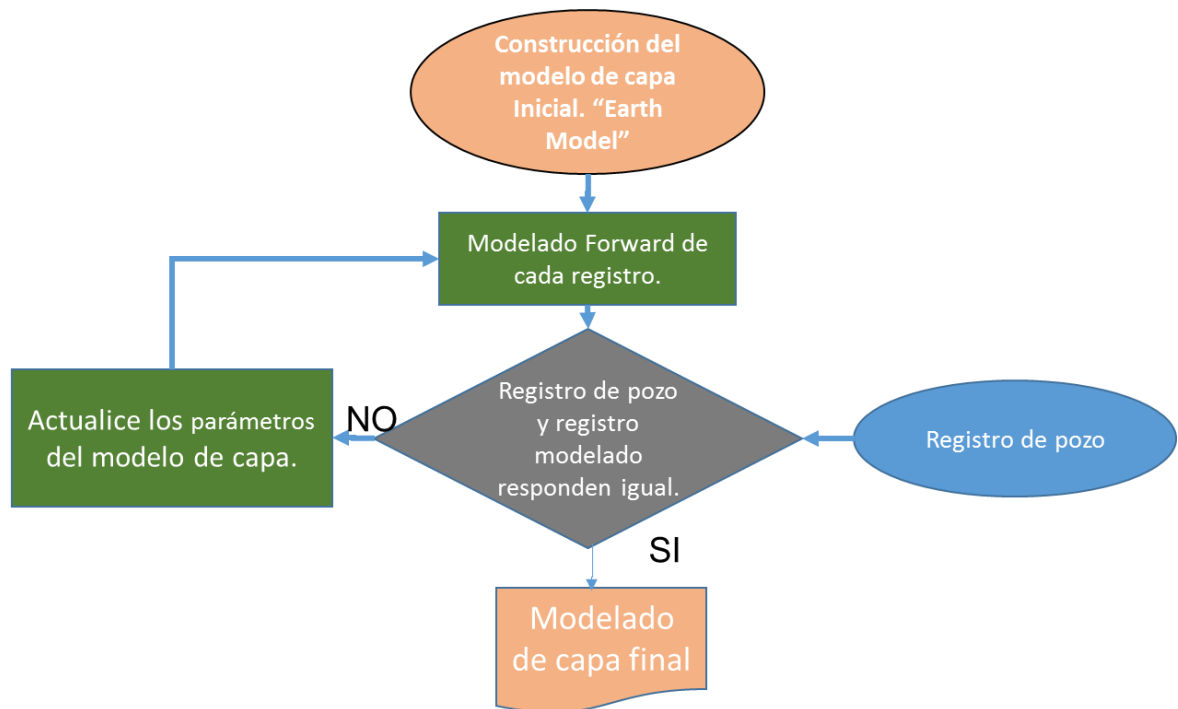 Construcción del
modelo de capa
Inicial. “Earth
Model”
Modelado Forward de
cada registro.
Registro de pozo
y registro
modelado
responden igual.
NO
Actualice los parámetros
del modelo de capa.
Registro de pozo
SI
Modelado
de capa final